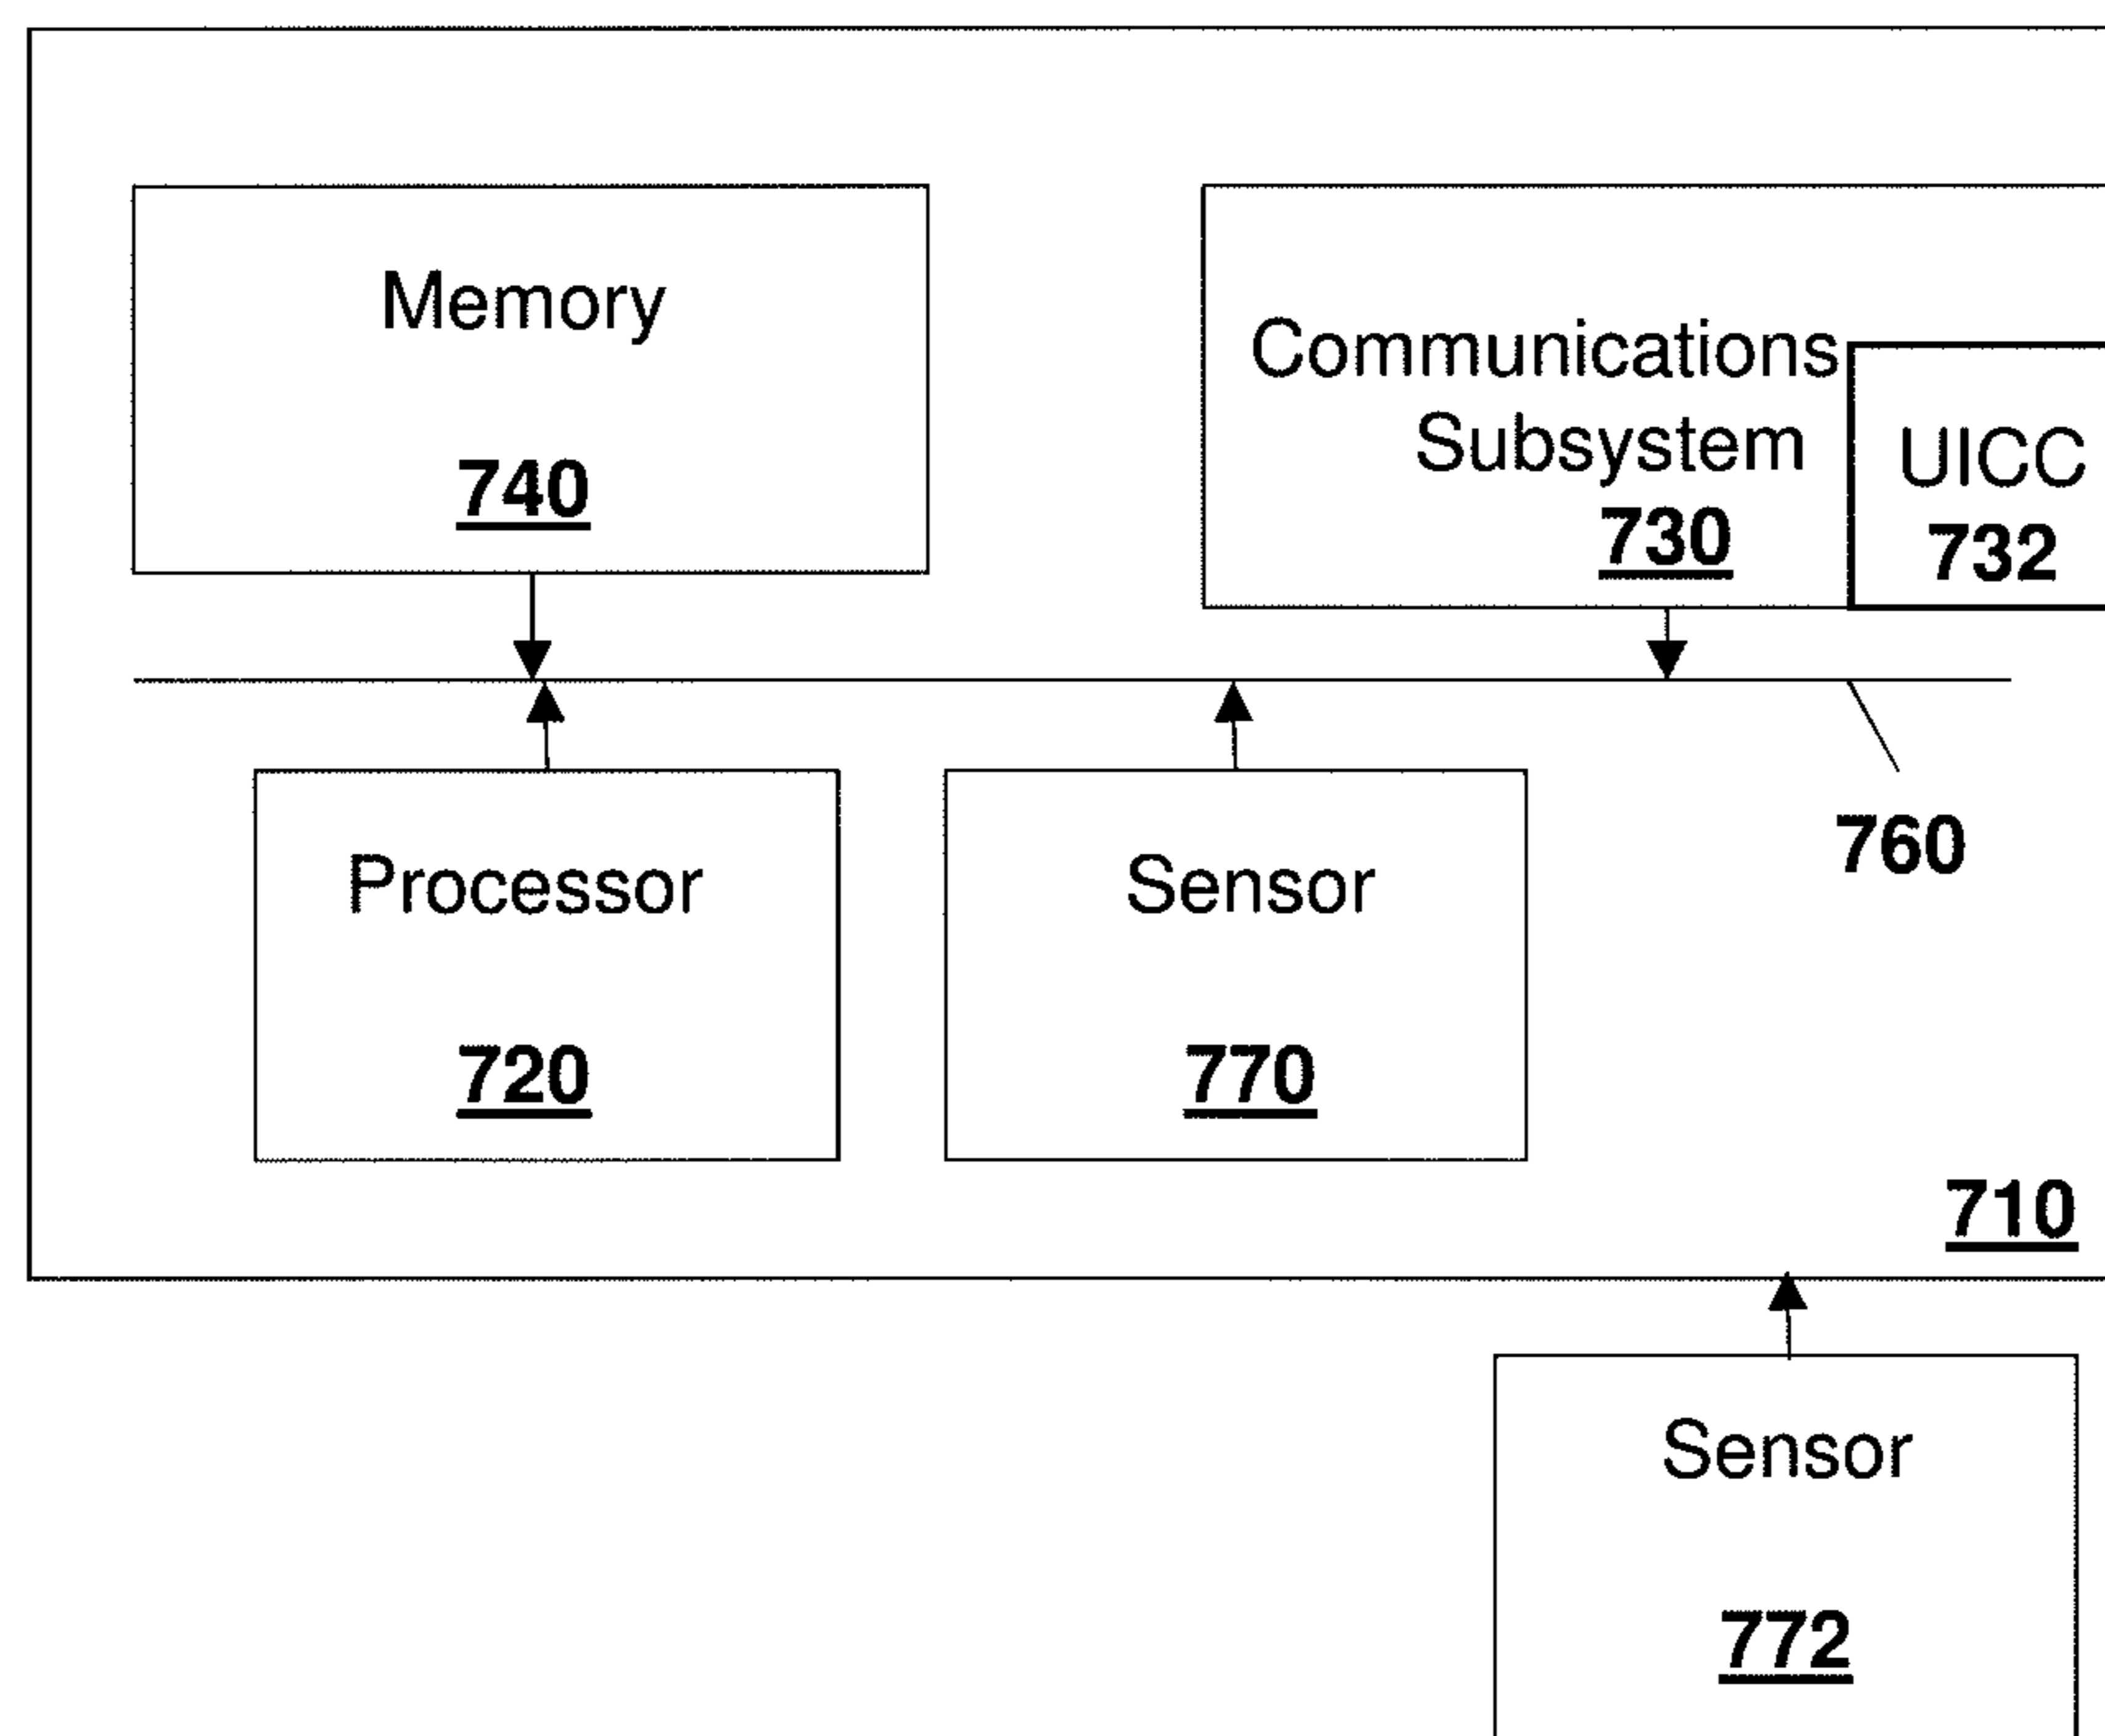 Memory
740
Communications
Subsystem
730
UICC
732
760
Processor
720
Sensor
770
710
Sensor
772